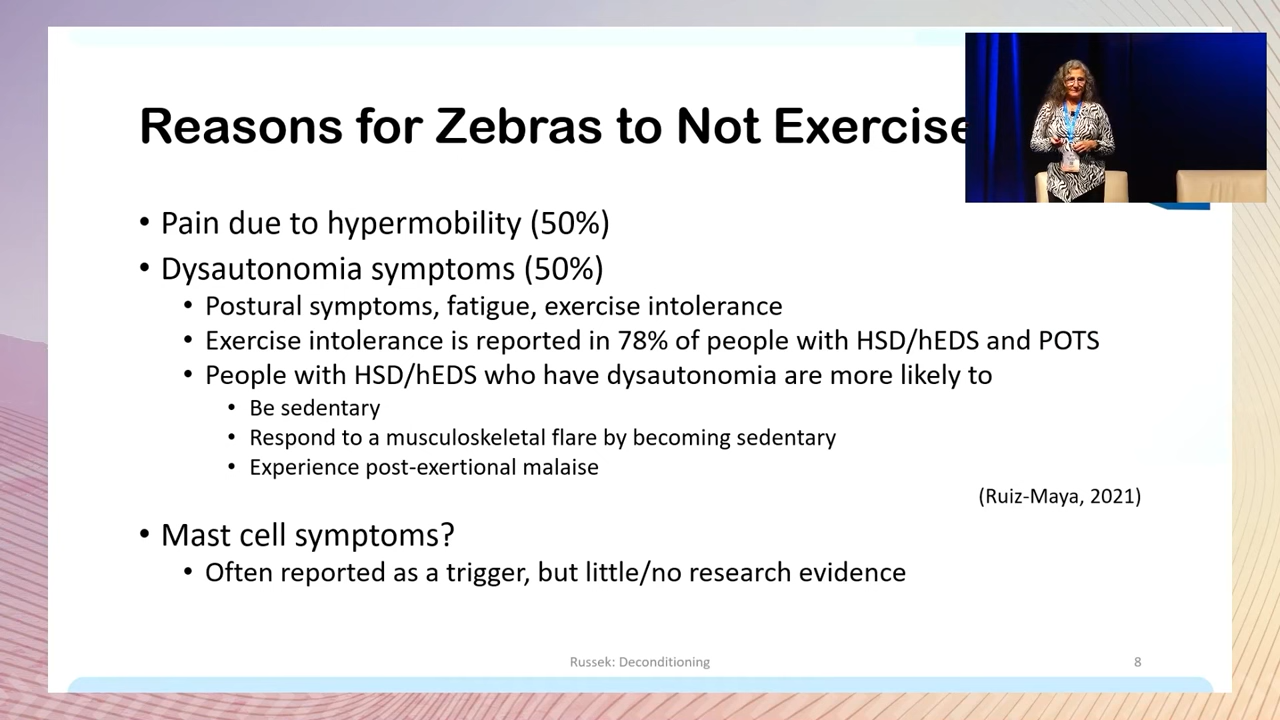 Reasons for Zebras to Not Exercise
• Pain due to hypermobility (50%)
• Dysautonomia symptoms (50%)
• Postural symptoms, fatigue, exercise intolerance
• Exercise intolerance is reported in 78% of people with HSD/hEDS and POTS
• People with HSD/hEDS who have dysautonomia are more likely to
• Be sedentary
• Respond to a musculoskeletal flare by becoming sedentary
• Experience post-exertional malaise
(Ruiz-Maya, 2021)
• Mast cell symptoms?
• Often reported as a trigger, but little/no research evidence
Russek: Deconditioning
8